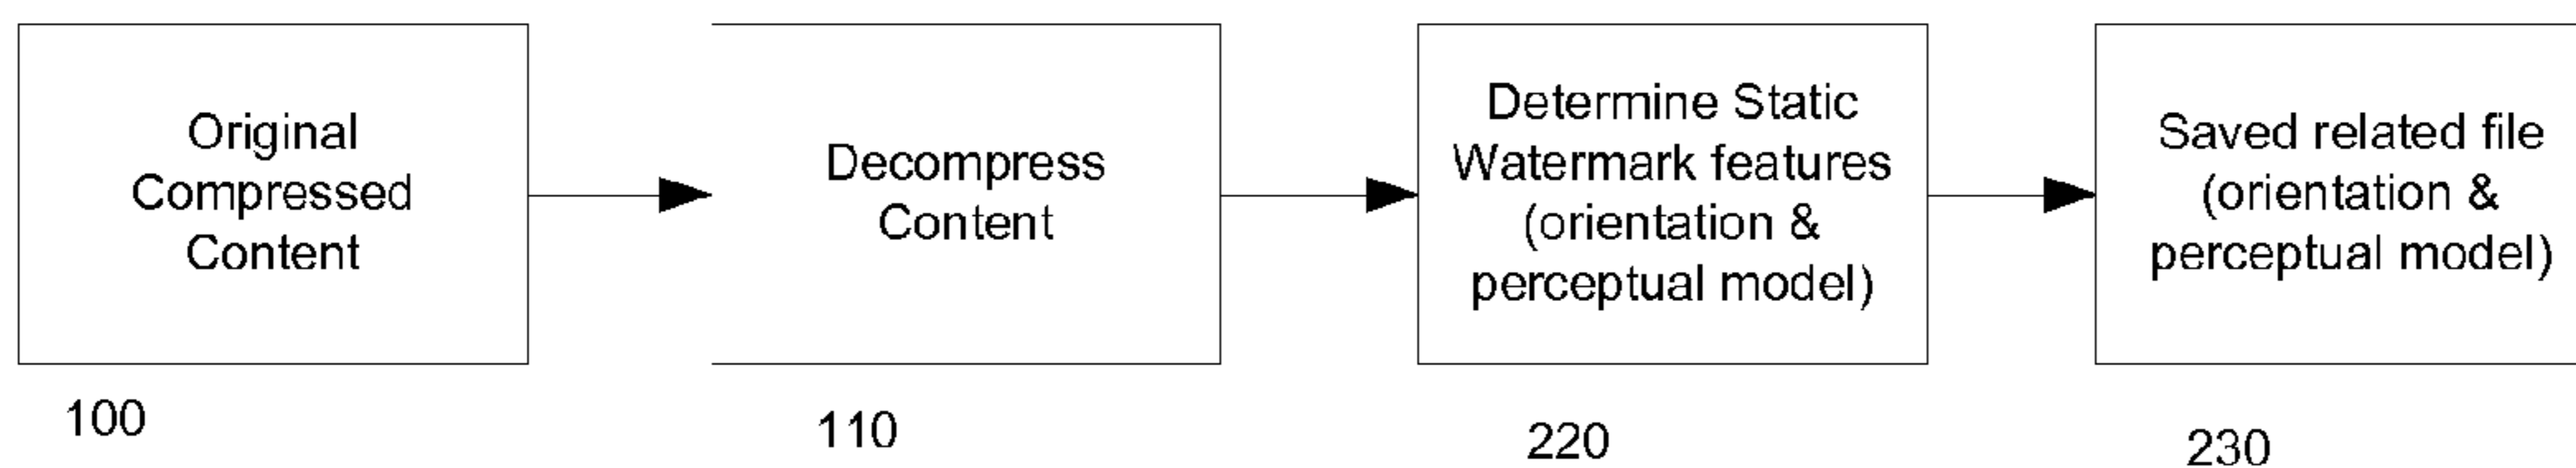 Original
Compressed
Content
100
Decompress
Content
110
Determine Static
Watermark features
(orientation &
perceptual model)
220
Saved related file
(orientation &
perceptual model)
230